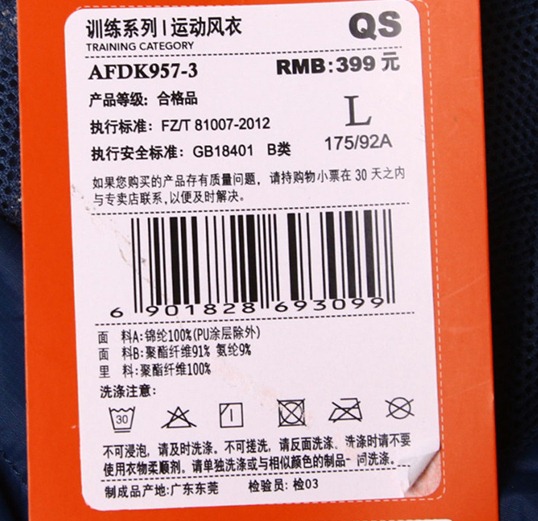 训练系列 | 运动风衣 QS
TRAINING CATEGORY
AFDK957-3 RMB:399 元
产品等级: 合格品 L
执行标准: FZ/T 81007-2012
175/92A
执行安全标准: GB18401 B类
如果您购买的产品存有质量问题, 请持购物小票在 30 天之内
与专卖店联系,以便及时解决。
6 901828 693099
面 料A:锦纶100%(PU涂层除外)
面 料B:聚酯纤维91% 氨纶9%
里 料:聚酯纤维100%
洗涤注意:
30
不可浸泡, 请及时洗涤。不可搓洗, 请反面洗涤、洗涤时请不要
使用衣物柔顺剂。请单独洗涤或与相似颜色的制品 问洗涤。
制成品产地:广东东莞 检验员: 检03